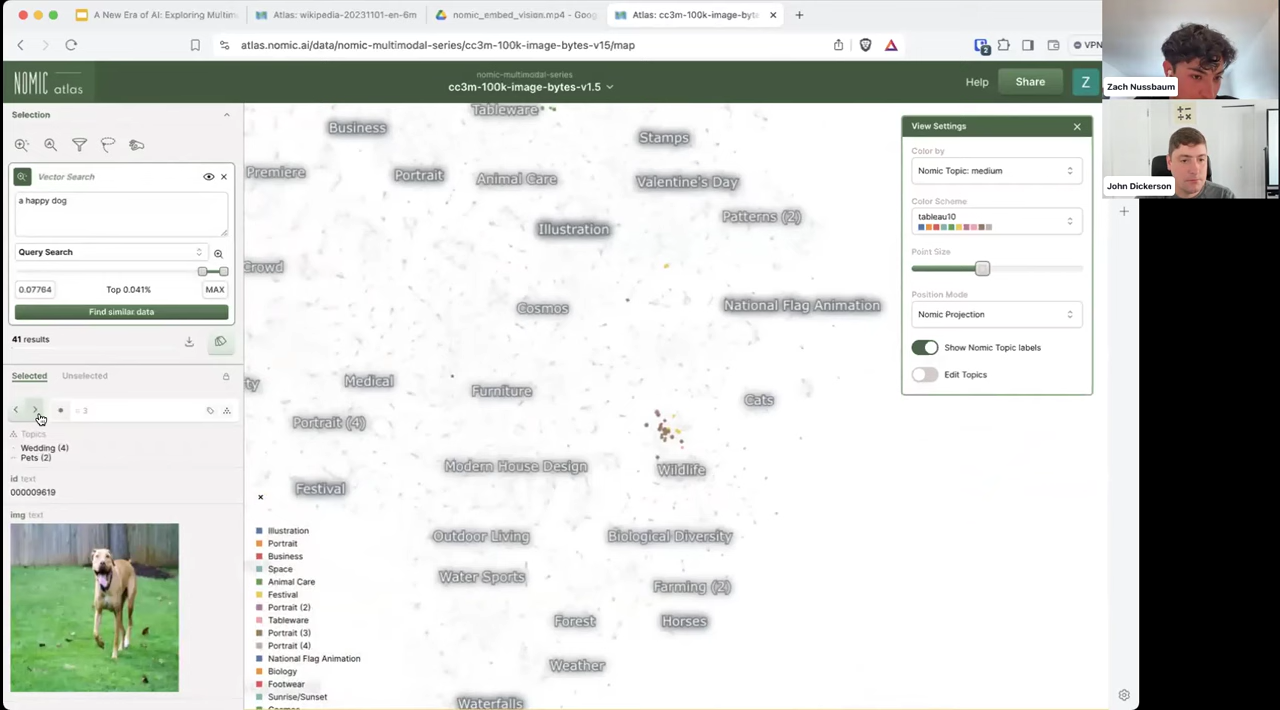 A New Era of AI: Exploring Multim
Atlas: wikipedia-20231101-en-6m
nomic_embed_vision.mp4 - Goog
Atlas: cc3m-100k-image-byte
atlas.nomic.ai/data/nomic-multimodal-series/cc3m-100k-image-bytes-v15/map
2
VPN
Zach Nussbaum
John Dickerson
NOMIC atlas
nomic-multimodal-series
cc3m-100k-image-bytes-v1.5
Help
Share
Z
Selection
Vector Search
a happy dog
Query Search
0.07764
Top 0.041%
MAX
Find similar data
41 results
Selected
Unselected
= 3
Topics
Wedding (4)
Pets (2)
id text
000009619
img text
Tableware
Business
Stamps
Premiere
Portrait
Animal Care
Valentine's Day
Patterns (2)
Illustration
Crowd
Cosmos
National Flag Animation
ty
Medical
Furniture
Cats
Portrait (4)
Modern House Design
Wildlife
Festival
Outdoor Living
Biological Diversity
Water Sports
Farming (2)
Forest
Horses
Weather
Waterfalls
Illustration
Portrait
Business
Space
Animal Care
Festival
Portrait (2)
Tableware
Portrait (3)
Portrait (4)
National Flag Animation
Biology
Footwear
Sunrise/Sunset
Cosmos
View Settings
Color by
Nomic Topic: medium
Color Scheme
tableau10
Point Size
Position Mode
Nomic Projection
Show Nomic Topic labels
Edit Topics